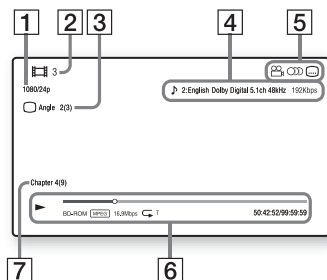 1 2 3 4 5
3
1080/24p
Angle 2(3)
2:English Dolby Digital 5.1ch 48kHz 192Kbps
Chapter 4(9)
BD-ROM MPEG 16.9Mbps T 50:42:52/99:59:59
7 6